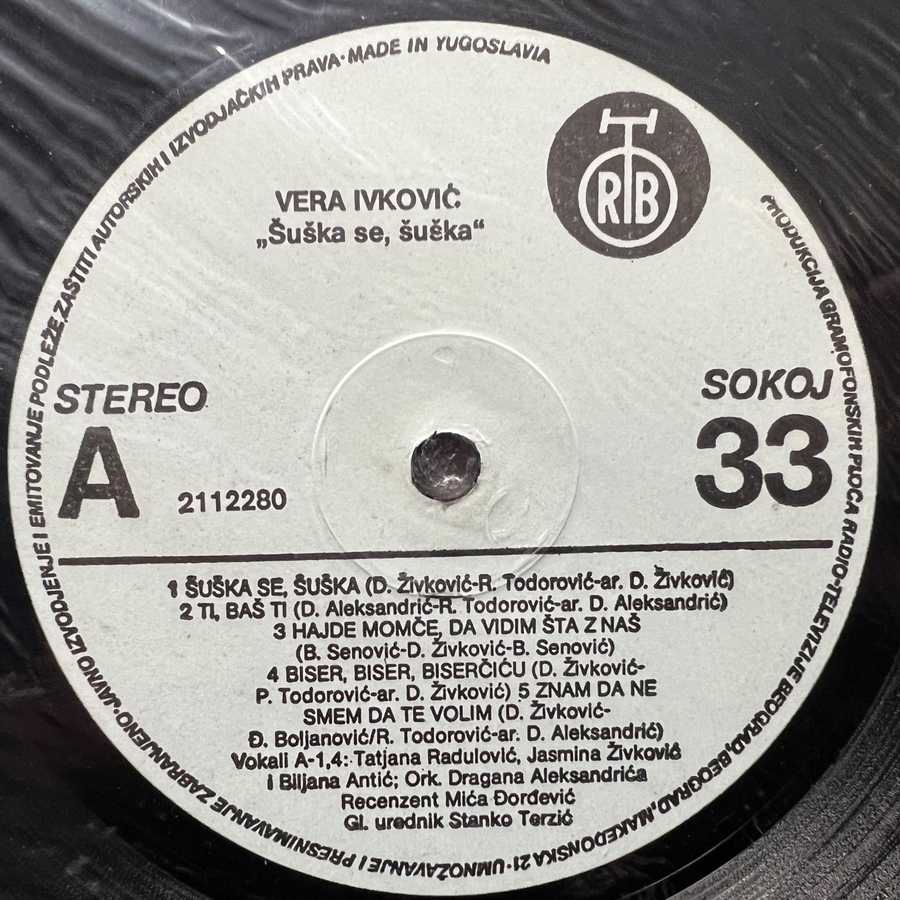 PRODUKCIJA GRAMOFONSKIH PLOČA RADIO-TELEVIZIJE BEOGRAD, BEOGRAD, MAKEDONSKA 21 · UMNOŽAVANJE I PRESNIMAVANJE ZABRANJENO · JAVNO IZVODJENJE I EMITOVANJE PODLEŽE ZAŠTITI AUTORSKIH I IZVODJAČKIH PRAVA · MADE IN YUGOSLAVIA
RTB
VERA IVKOVIĆ
„Šuška se, šuška“
STEREO
SOKOJ
A
2112280
33
1 ŠUŠKA SE, ŠUŠKA (D. Živković-R. Todorović-ar. D. Živković)
2 TI, BAŠ TI (D. Aleksandrić-R. Todorović-ar. D. Aleksandrić)
3 HAJDE MOMČE, DA VIDIM ŠTA ZNAŠ
(B. Senović-D. Živković-B. Senović)
4 BISER, BISER, BISERČIĆU (D. Živković-
P. Todorović-ar. D. Živković) 5 ZNAM DA NE
SMEM DA TE VOLIM (D. Živković-
Đ. Boljanović/R. Todorović-ar. D. Aleksandrić)
Vokali A-1,4: Tatjana Radulović, Jasmina Živković
i Biljana Antić; Ork. Dragana Aleksandrića
Recenzent Mića Đorđević
Gl. urednik Stanko Terzić